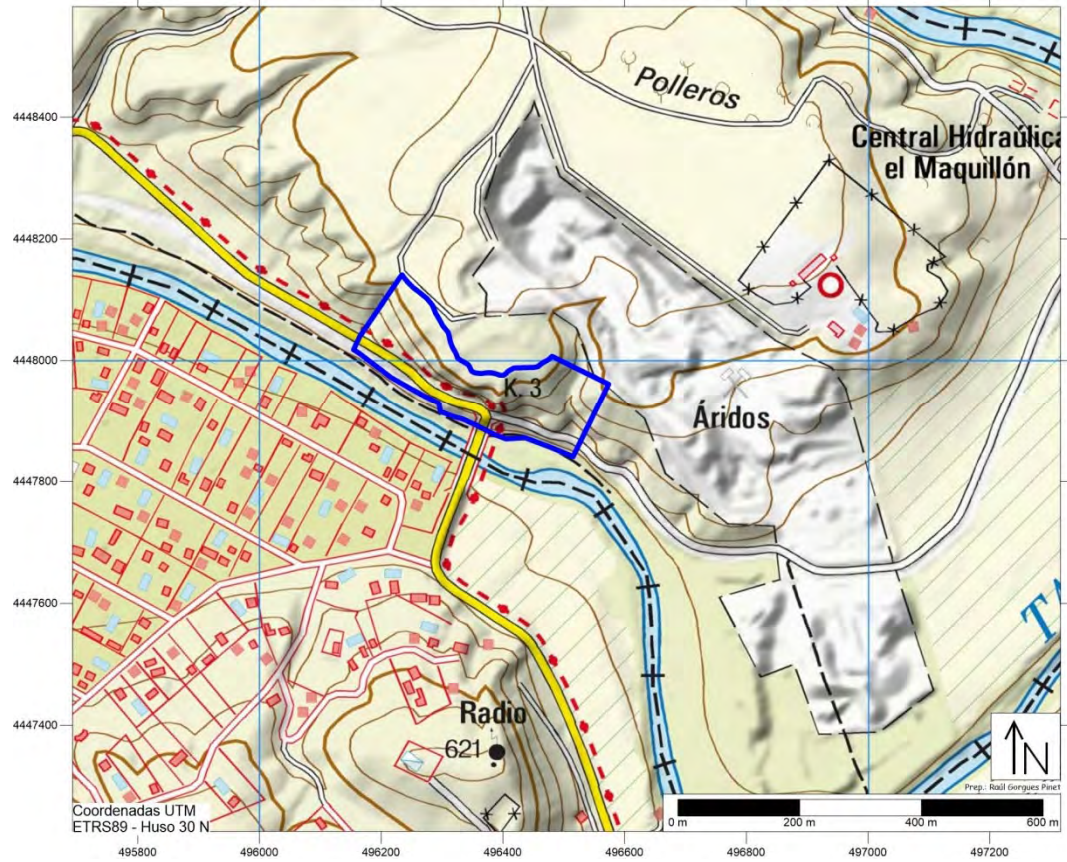 Polleros
4448400
Central Hidraúlica
el Maquillón
4448200
4448000
K. 3
Áridos
4447800
4447600
TA
Radio
4447400
621
N
Prep.: Raúl Gorgues Pinet
Coordenadas UTM
ETRS89 - Huso 30 N
0 m 200 m 400 m 600 m
495800 496000 496200 496400 496600 496800 497000 497200